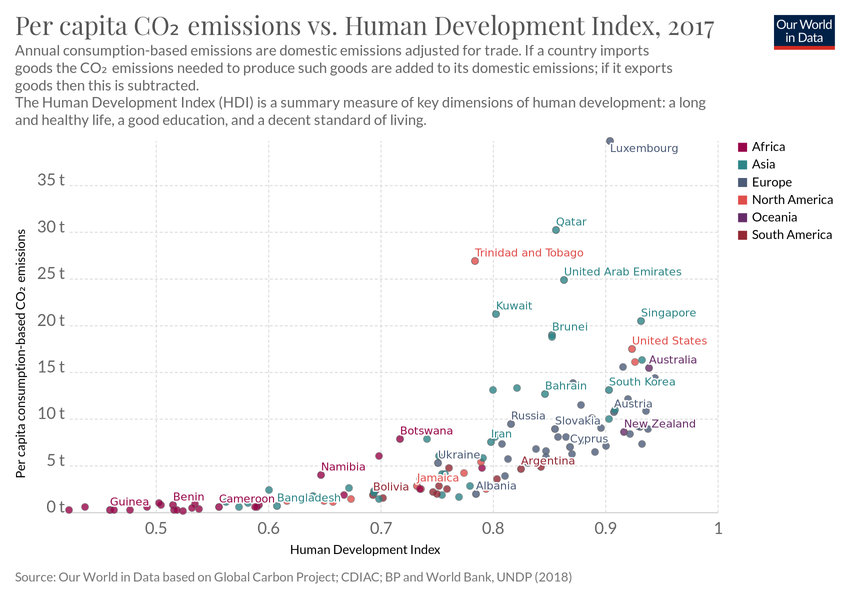 Per capita CO₂ emissions vs. Human Development Index, 2017
Our World
in Data
Annual consumption-based emissions are domestic emissions adjusted for trade. If a country imports
goods the CO₂ emissions needed to produce such goods are added to its domestic emissions; if it exports
goods then this is subtracted.
The Human Development Index (HDI) is a summary measure of key dimensions of human development: a long
and healthy life, a good education, and a decent standard of living.
Africa
Asia
Europe
North America
Oceania
South America
Per capita consumption-based CO₂ emissions
35 t
30 t
25 t
20 t
15 t
10 t
5 t
0 t
Luxembourg
Qatar
Trinidad and Tobago
United Arab Emirates
Kuwait
Singapore
Brunei
United States
Australia
Bahrain
South Korea
Austria
Russia
Slovakia
New Zealand
Botswana
Iran
Cyprus
Ukraine
Namibia
Argentina
Jamaica
Bolivia
Albania
Guinea
Benin
Cameroon
Bangladesh
0.5
0.6
0.7
0.8
0.9
1
Human Development Index
Source: Our World in Data based on Global Carbon Project; CDIAC; BP and World Bank, UNDP (2018)